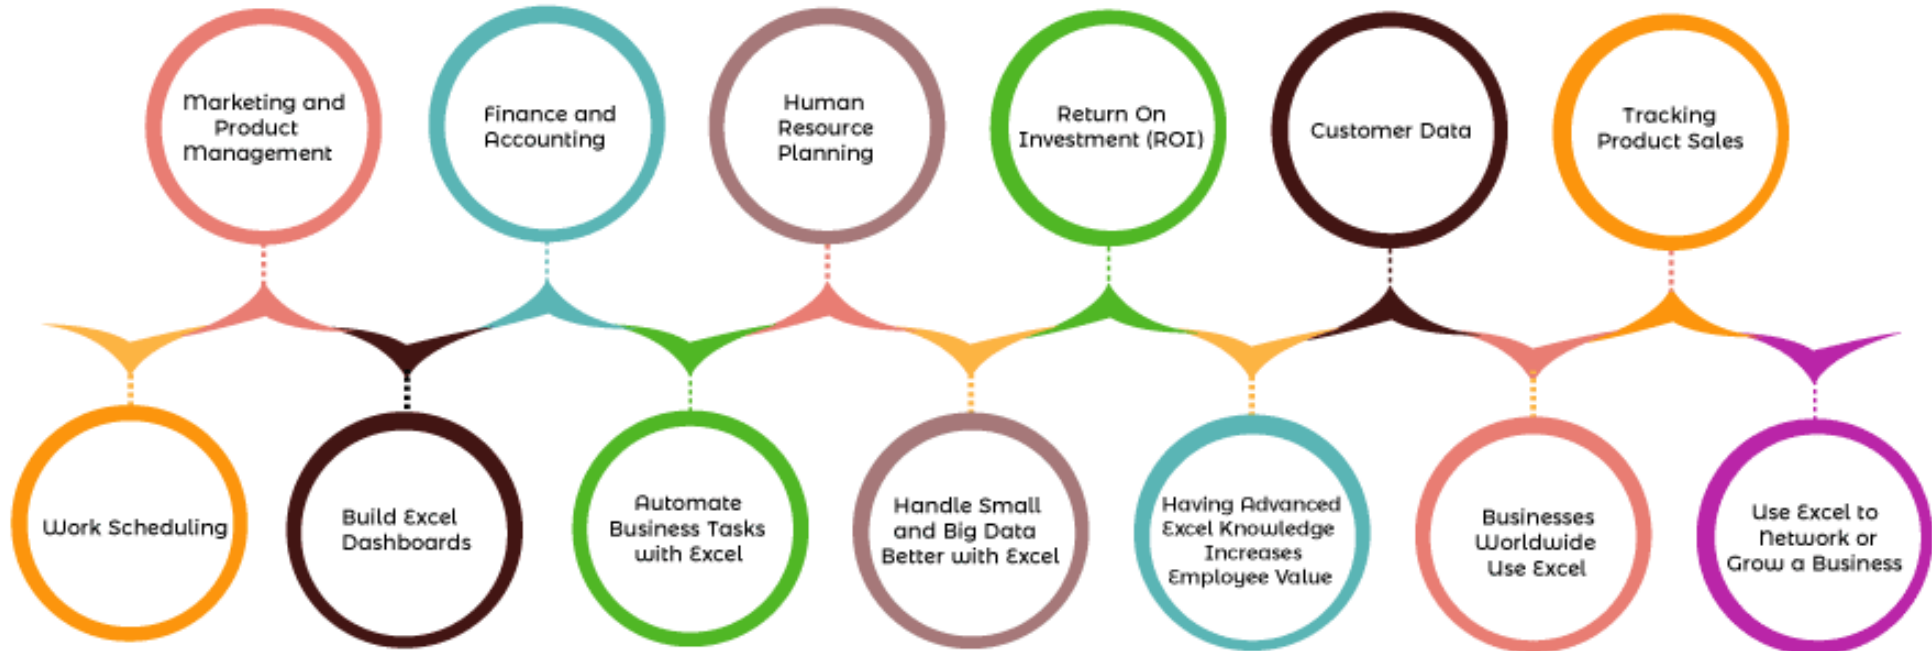 Marketing and
Product
Management
Finance and
Accounting
Human
Resource
Planning
Return On
Investment (ROI)
Customer Data
Tracking
Product Sales
Work Scheduling
Build Excel
Dashboards
Automate
Business Tasks
with Excel
Handle Small
and Big Data
Better with Excel
Having Advanced
Excel Knowledge
Increases
Employee Value
Businesses
Worldwide
Use Excel
Use Excel to
Network or
Grow a Business